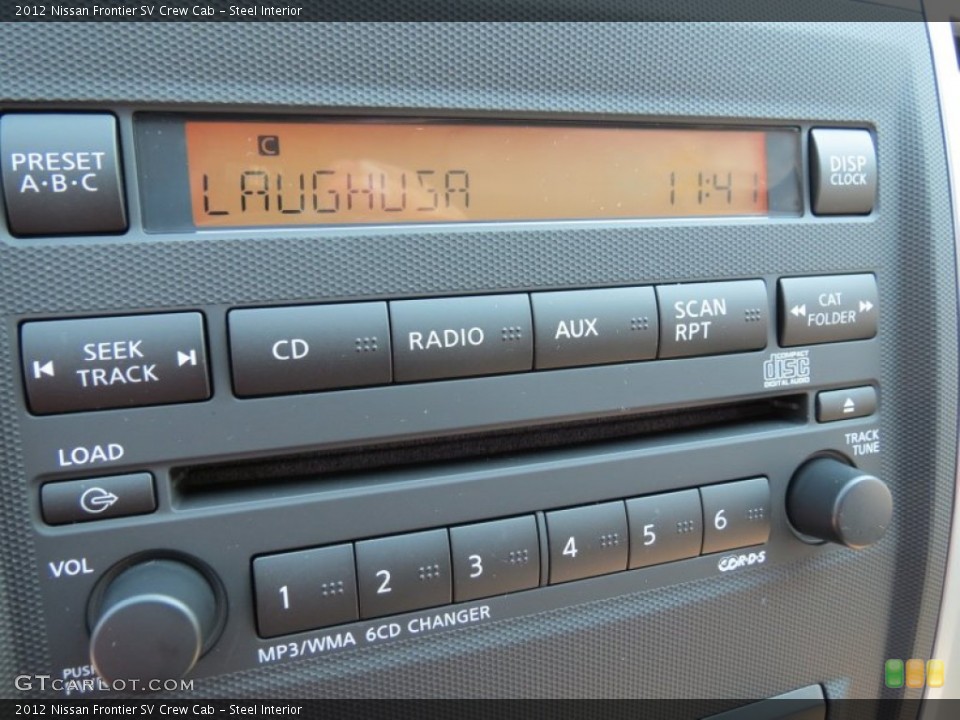 2012 Nissan Frontier SV Crew Cab - Steel Interior
PRESET
A·B·C
C
LAUGHUSA
11:41
DISP
CLOCK
SEEK
TRACK
CD
RADIO
AUX
SCAN
RPT
CAT
FOLDER
COMPACT
disc
DIGITAL AUDIO
LOAD
TRACK
TUNE
VOL
1
2
3
4
5
6
R·D·S
MP3/WMA 6CD CHANGER
PUSH
GTCARLOT.COM
2012 Nissan Frontier SV Crew Cab - Steel Interior